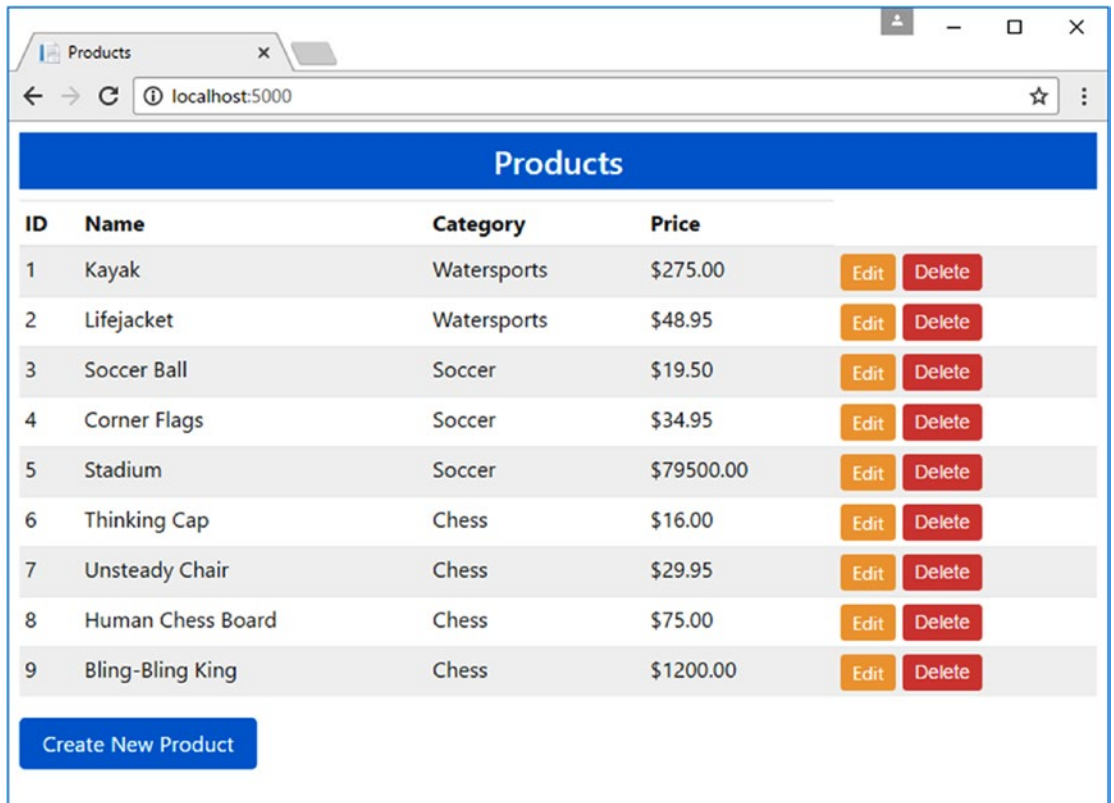 Products
localhost:5000
Products
ID Name Category Price
1 Kayak Watersports $275.00 Edit Delete
2 Lifejacket Watersports $48.95 Edit Delete
3 Soccer Ball Soccer $19.50 Edit Delete
4 Corner Flags Soccer $34.95 Edit Delete
5 Stadium Soccer $79500.00 Edit Delete
6 Thinking Cap Chess $16.00 Edit Delete
7 Unsteady Chair Chess $29.95 Edit Delete
8 Human Chess Board Chess $75.00 Edit Delete
9 Bling-Bling King Chess $1200.00 Edit Delete
Create New Product